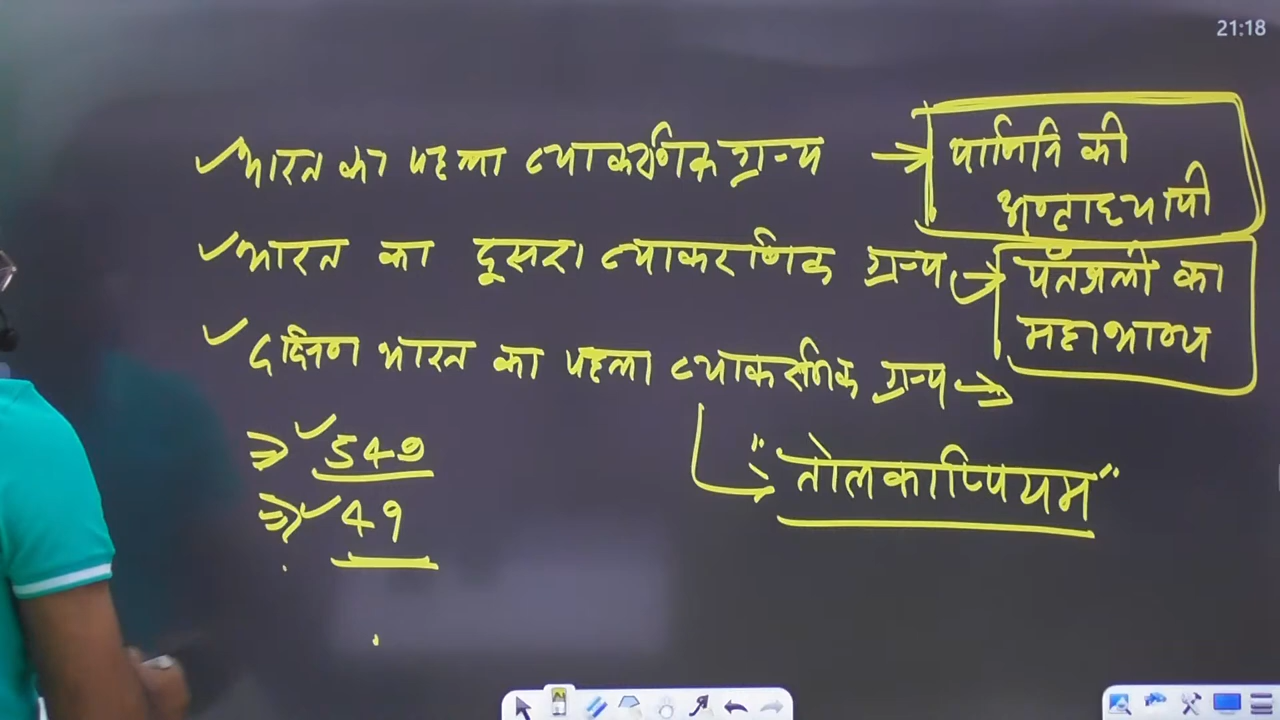 21:18
भारत का पहला व्याकरणिक ग्रन्थ → पाणिनि की
अष्टाध्यायी
भारत का दूसरा व्याकरणिक ग्रन्थ → पतंजली का
महाभाष्य
दक्षिण भारत का पहला व्याकरणिक ग्रन्थ →
⇒ 549
⇒ 49
"तोलकाप्पियम"